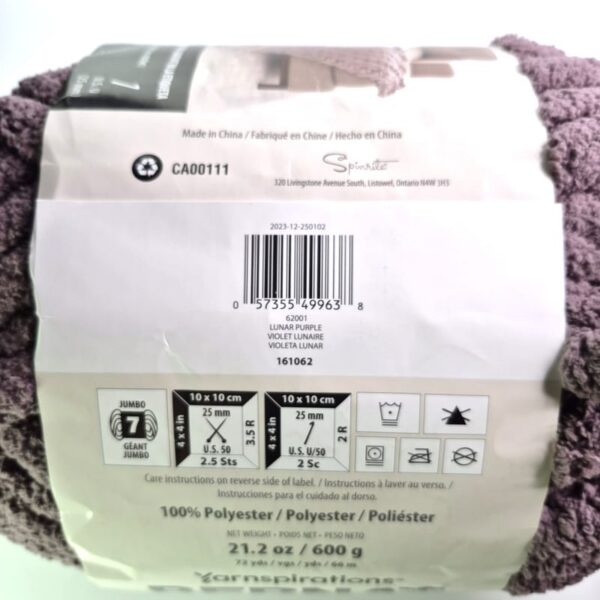 Made in China / Fabriqué en Chine / Hecho en China
CA00111
Spinrite
320 Livingstone Avenue South, Listowel, Ontario N4W 3H3
2023-12-250102
0 57355 49963 8
62001
LUNAR PURPLE
VIOLET LUNAIRE
VIOLETA LUNAR
161062
JUMBO
7
GÉANT
JUMBO
10 x 10 cm
4 x 4 in
25 mm
U.S. 50
3.5 R
2.5 Sts
10 x 10 cm
4 x 4 in
25 mm
U.S. U/50
2 R
2 Sc
Care instructions on reverse side of label. / Instructions à laver au verso. /
Instrucciones para el cuidado al dorso.
100% Polyester / Polyester / Poliéster
NET WEIGHT • POIDS NET • PESO NETO
21.2 oz / 600 g
72 yds / vgs / yds / 66 m
Yarnspirations™